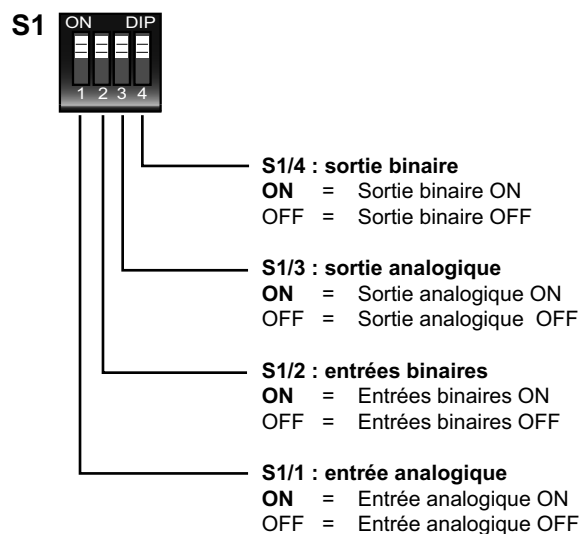 S1
ON DIP
1 2 3 4
S1/4 : sortie binaire
ON = Sortie binaire ON
OFF = Sortie binaire OFF
S1/3 : sortie analogique
ON = Sortie analogique ON
OFF = Sortie analogique OFF
S1/2 : entrées binaires
ON = Entrées binaires ON
OFF = Entrées binaires OFF
S1/1 : entrée analogique
ON = Entrée analogique ON
OFF = Entrée analogique OFF